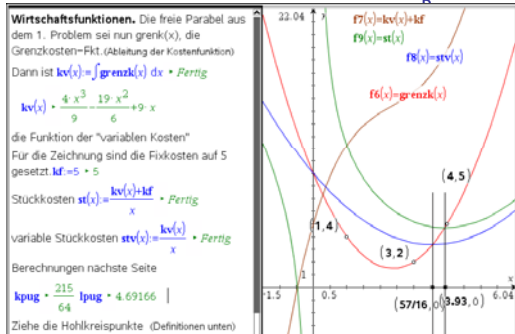 Wirtschaftsfunktionen. Die freie Parabel aus
dem 1. Problem sei nun grenk(x), die
Grenzkosten-Fkt.(Ableitung der Kostenfunktion)
Dann ist kv(x):=∫grenzk(x) dx ▸ Fertig
kv(x) ▸ 4·x³/9 - 19·x²/6 + 9·x
die Funktion der "variablen Kosten"
Für die Zeichnung sind die Fixkosten auf 5
gesetzt. kf:=5 ▸ 5
Stückkosten st(x):= (kv(x)+kf)/x ▸ Fertig
variable Stückkosten stv(x):= kv(x)/x ▸ Fertig
Berechnungen nächste Seite
kpug ▸ 215/64 lpug ▸ 4.69166
Ziehe die Hohlkreispunkte (Definitionen unten)
22.04
y
f7(x)=kv(x)+kf
f9(x)=st(x)
f8(x)=stv(x)
f6(x)=grenzk(x)
(4,5)
(1,4)
(3,2)
1
x
-1.5
0.5
(57/16,0)
(3.93,0)
6.04